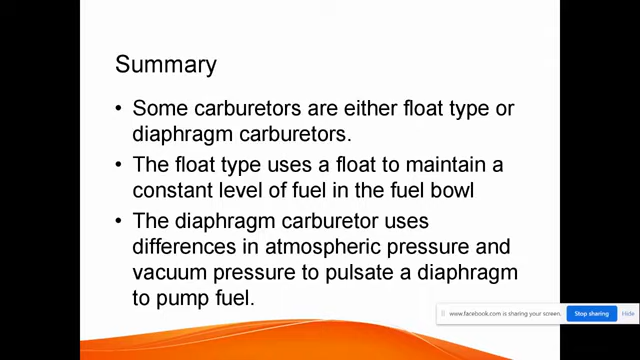 Summary
• Some carburetors are either float type or
diaphragm carburetors.
• The float type uses a float to maintain a
constant level of fuel in the fuel bowl
• The diaphragm carburetor uses
differences in atmospheric pressure and
vacuum pressure to pulsate a diaphragm
to pump fuel.
www.facebook.com is sharing your screen. Stop sharing Hide